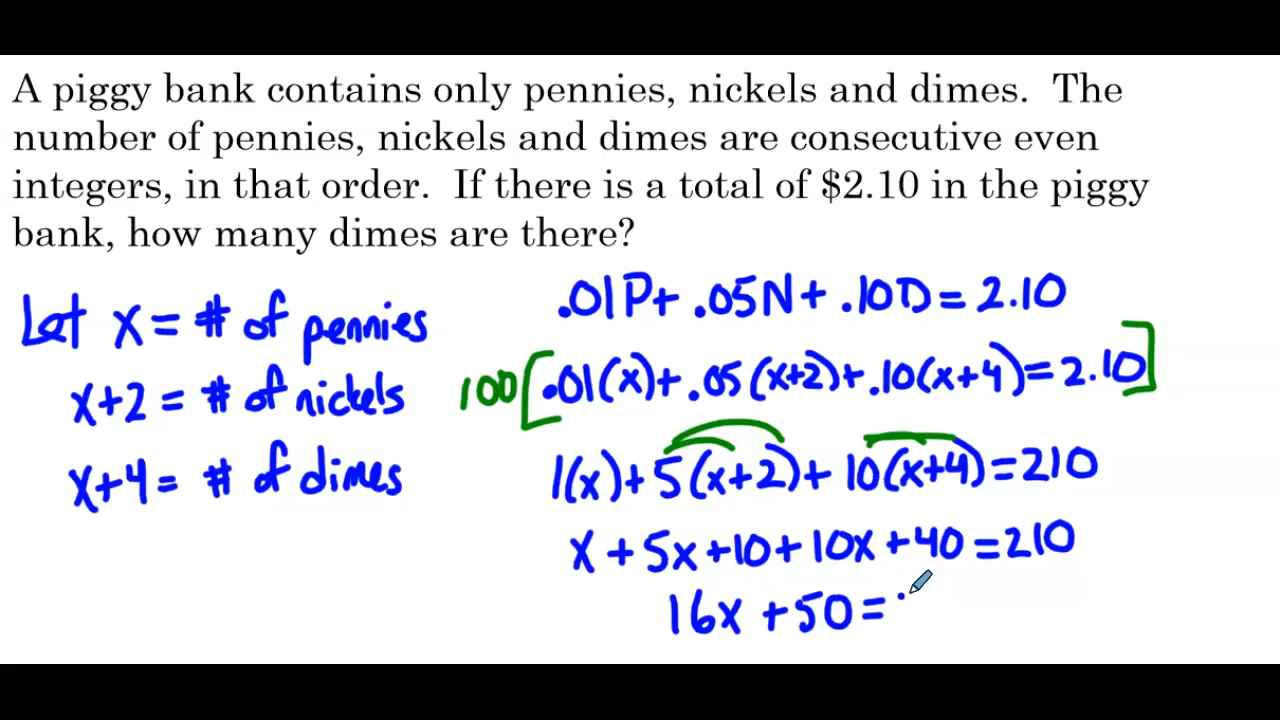 A piggy bank contains only pennies, nickels and dimes. The
number of pennies, nickels and dimes are consecutive even
integers, in that order. If there is a total of $2.10 in the piggy
bank, how many dimes are there?
Let x = # of pennies
x+2 = # of nickels
x+4 = # of dimes
.01P + .05N + .10D = 2.10
100[.01(x) + .05(x+2) + .10(x+4) = 2.10]
1(x) + 5(x+2) + 10(x+4) = 210
x + 5x + 10 + 10x + 40 = 210
16x + 50 =